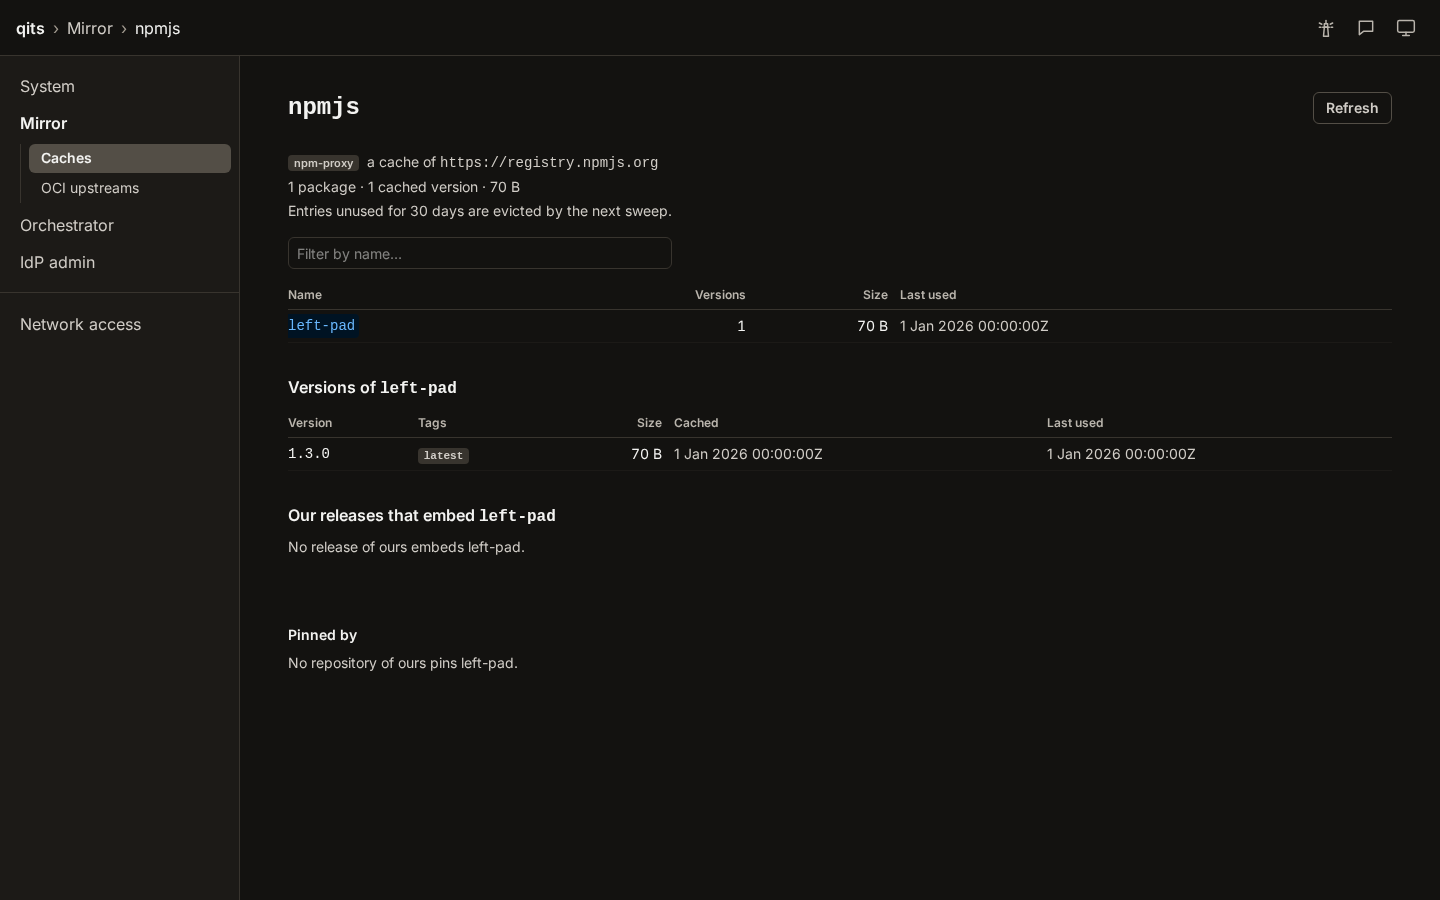 qits › Mirror › npmjs
System
Mirror
Caches
OCI upstreams
Orchestrator
IdP admin
Network access
npmjs
Refresh
npm-proxy a cache of https://registry.npmjs.org
1 package · 1 cached version · 70 B
Entries unused for 30 days are evicted by the next sweep.
Filter by name...
Name Versions Size Last used
left-pad 1 70 B 1 Jan 2026 00:00:00Z
Versions of left-pad
Version Tags Size Cached Last used
1.3.0 latest 70 B 1 Jan 2026 00:00:00Z 1 Jan 2026 00:00:00Z
Our releases that embed left-pad
No release of ours embeds left-pad.
Pinned by
No repository of ours pins left-pad.